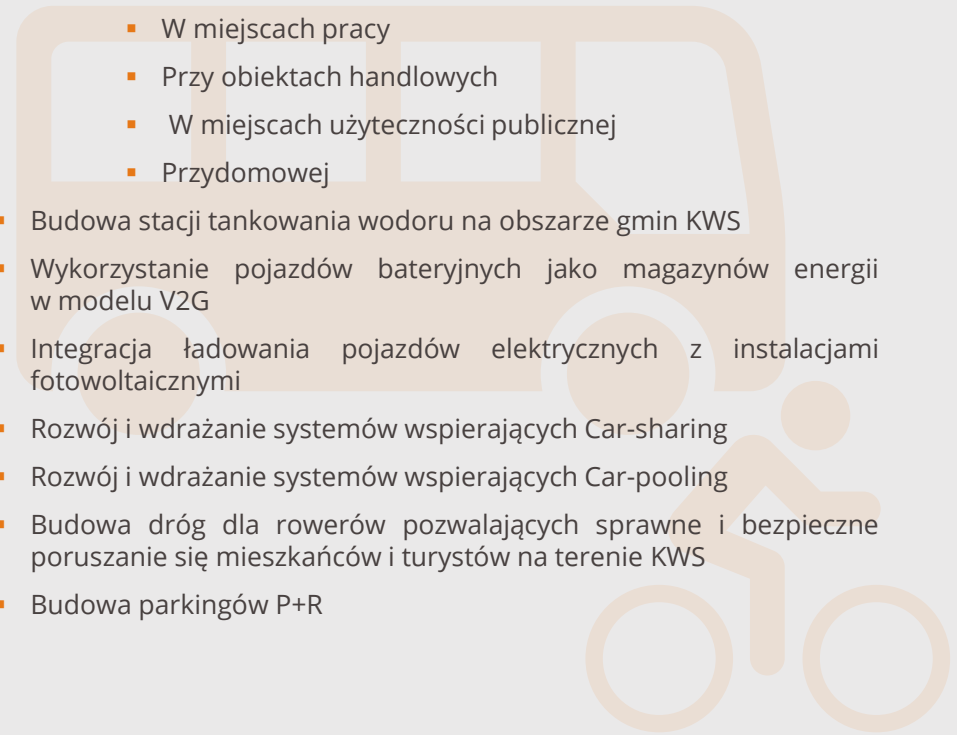 ▪ W miejscach pracy
▪ Przy obiektach handlowych
▪ W miejscach użyteczności publicznej
▪ Przydomowej
▪ Budowa stacji tankowania wodoru na obszarze gmin KWS
▪ Wykorzystanie pojazdów bateryjnych jako magazynów energii
w modelu V2G
▪ Integracja ładowania pojazdów elektrycznych z instalacjami
fotowoltaicznymi
▪ Rozwój i wdrażanie systemów wspierających Car-sharing
▪ Rozwój i wdrażanie systemów wspierających Car-pooling
▪ Budowa dróg dla rowerów pozwalających sprawne i bezpieczne
poruszanie się mieszkańców i turystów na terenie KWS
▪ Budowa parkingów P+R